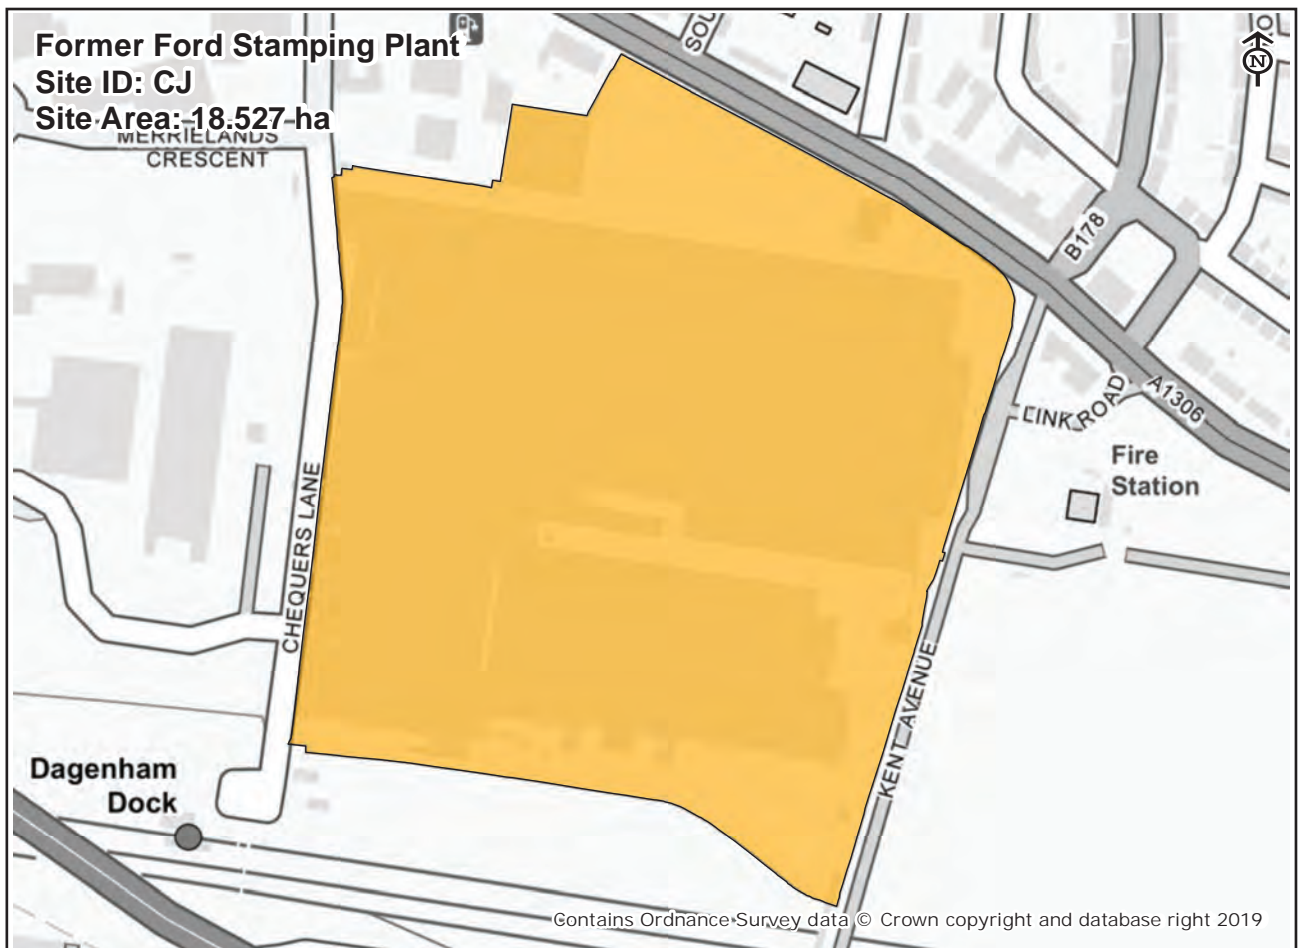 Former Ford Stamping Plant
Site ID: CJ
Site Area: 18.527 ha
MERRIELANDS
CRESCENT
SOU
N
B178
A1306
LINK ROAD
Fire
Station
CHEQUERS LANE
KENT AVENUE
Dagenham
Dock
Contains Ordnance Survey data © Crown copyright and database right 2019